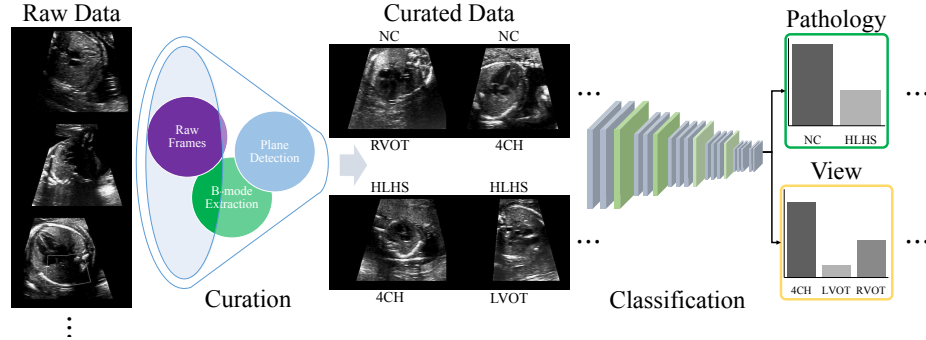 Raw Data
Curated Data
Pathology
NC
NC
Raw
Frames
Plane
Detection
B-mode
Extraction
RVOT
4CH
NC
HLHS
...
...
HLHS
HLHS
View
4CH
LVOT
4CH
LVOT
RVOT
...
...
Curation
Classification
...